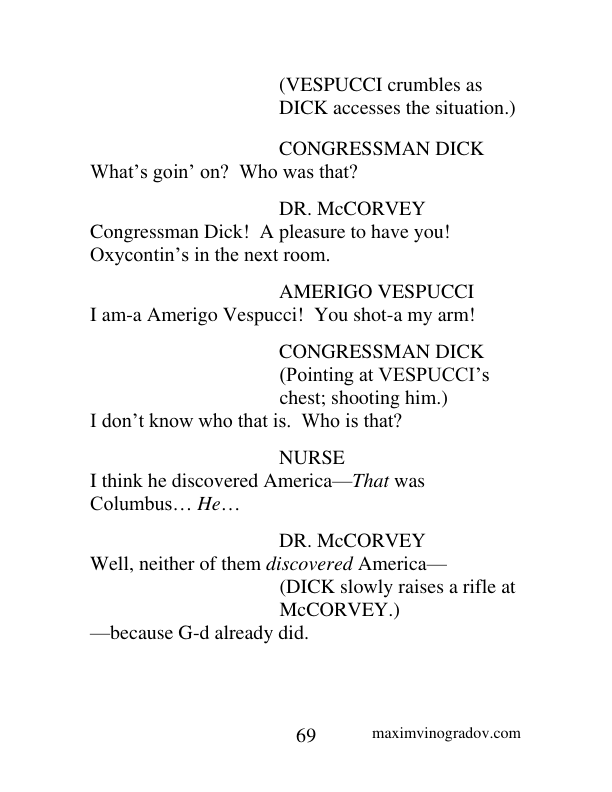 (VESPUCCI crumbles as
DICK accesses the situation.)
CONGRESSMAN DICK
What’s goin’ on?  Who was that?
DR. McCORVEY
Congressman Dick!  A pleasure to have you!
Oxycontin’s in the next room.
AMERIGO VESPUCCI
I am-a Amerigo Vespucci!  You shot-a my arm!
CONGRESSMAN DICK
(Pointing at VESPUCCI’s
chest; shooting him.)
I don’t know who that is.  Who is that?
NURSE
I think he discovered America—That was
Columbus… He…
DR. McCORVEY
Well, neither of them discovered America—
(DICK slowly raises a rifle at
McCORVEY.)
—because G-d already did.
69
maximvinogradov.com